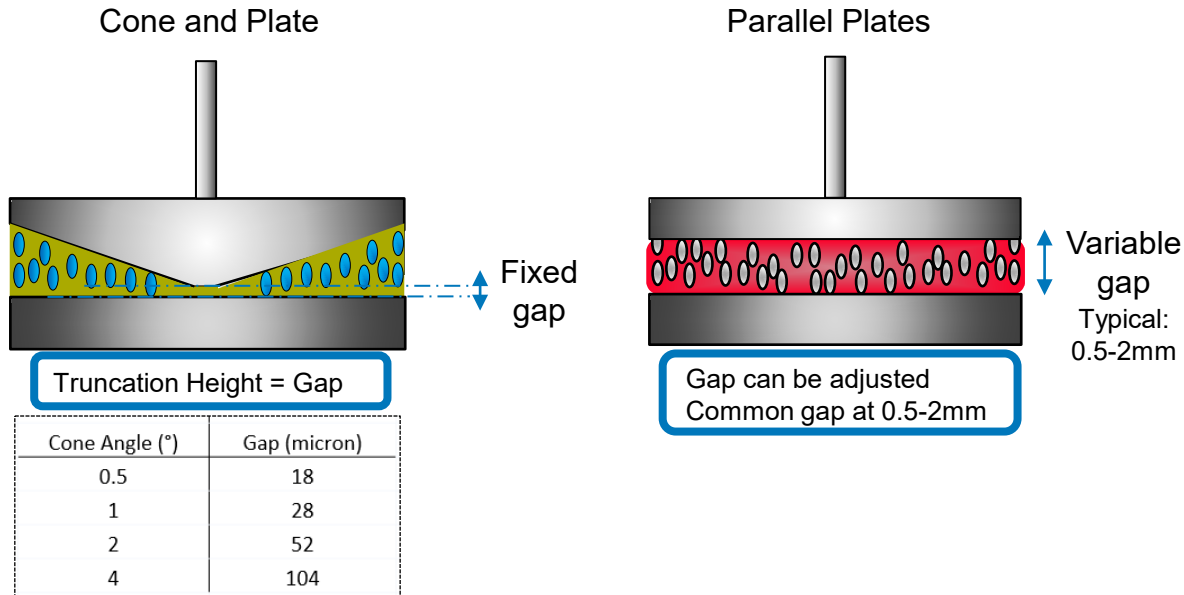 Cone and Plate
Fixed
gap
Truncation Height = Gap
Cone Angle (°) Gap (micron)
0.5 18
1 28
2 52
4 104
Parallel Plates
Variable
gap
Typical:
0.5-2mm
Gap can be adjusted
Common gap at 0.5-2mm